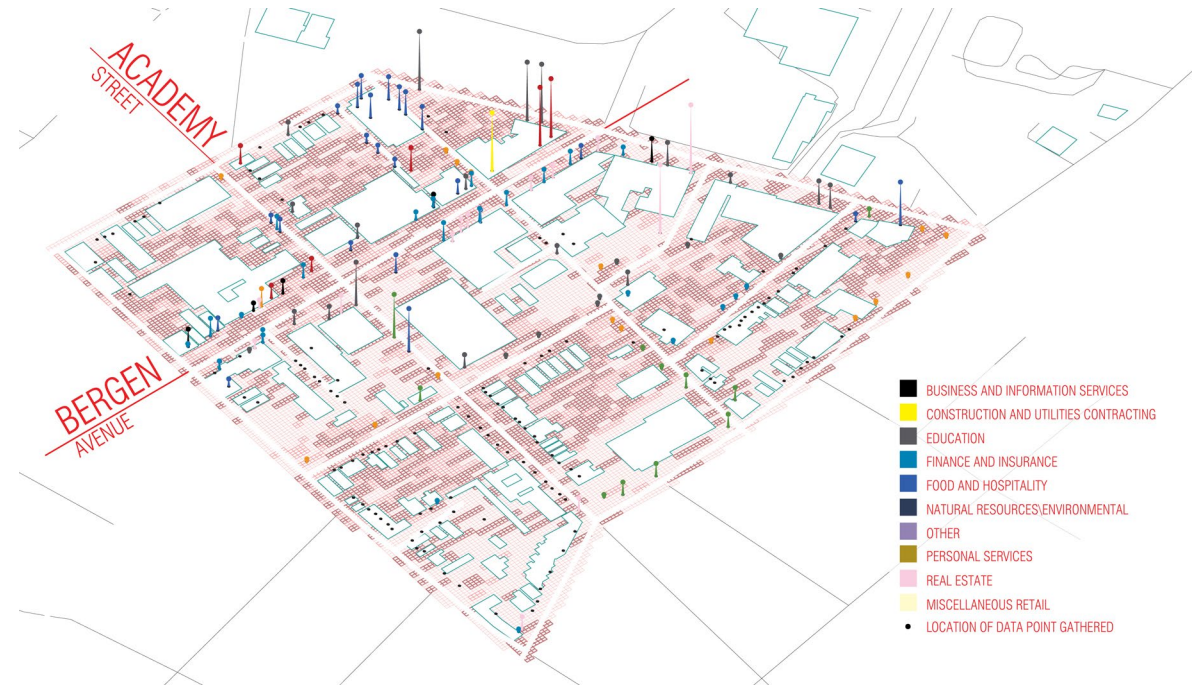 ACADEMY
STREET
BERGEN
AVENUE
BUSINESS AND INFORMATION SERVICES
CONSTRUCTION AND UTILITIES CONTRACTING
EDUCATION
FINANCE AND INSURANCE
FOOD AND HOSPITALITY
NATURAL RESOURCES\ENVIRONMENTAL
OTHER
PERSONAL SERVICES
REAL ESTATE
MISCELLANEOUS RETAIL
LOCATION OF DATA POINT GATHERED